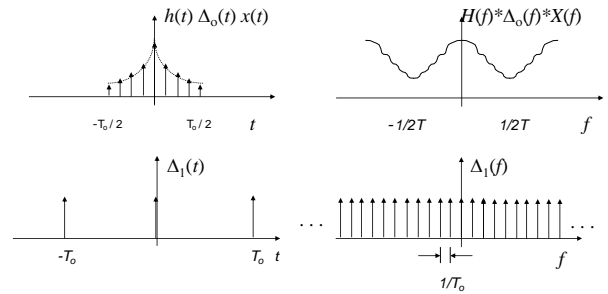 h(t) Δₒ(t) x(t)
H(f)*Δₒ(f)*X(f)
-Tₒ / 2 Tₒ / 2 t
-1/2T 1/2T f
Δ₁(t)
Δ₁(f)
. . . . . .
-Tₒ Tₒ t
f
1/Tₒ